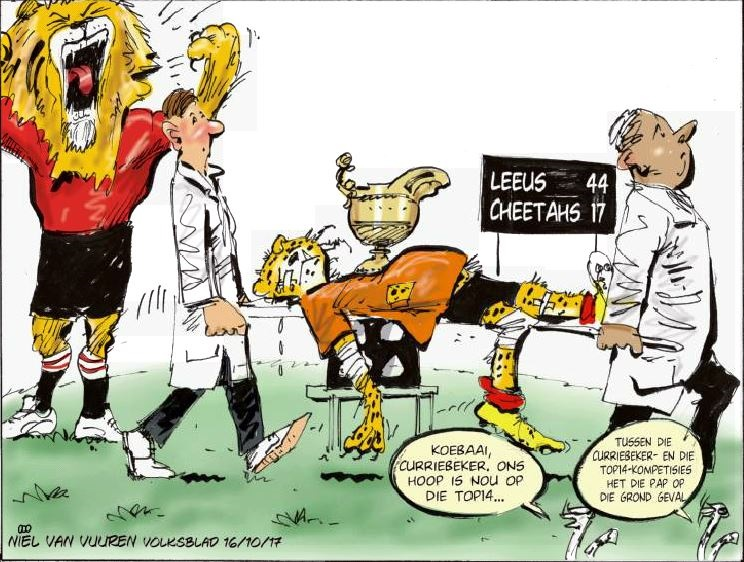 LEEUS 44
CHEETAHS 17
KOEBAAI,
CURRIEBEKER. ONS
HOOP IS NOU OP
DIE TOP14...
TUSSEN DIE
CURRIEBEKER- EN DIE
TOP14-KOMPETISIES
HET DIE PAP OP
DIE GROND GEVAL
NIEL VAN VUUREN VOLKSBLAD 16/10/17